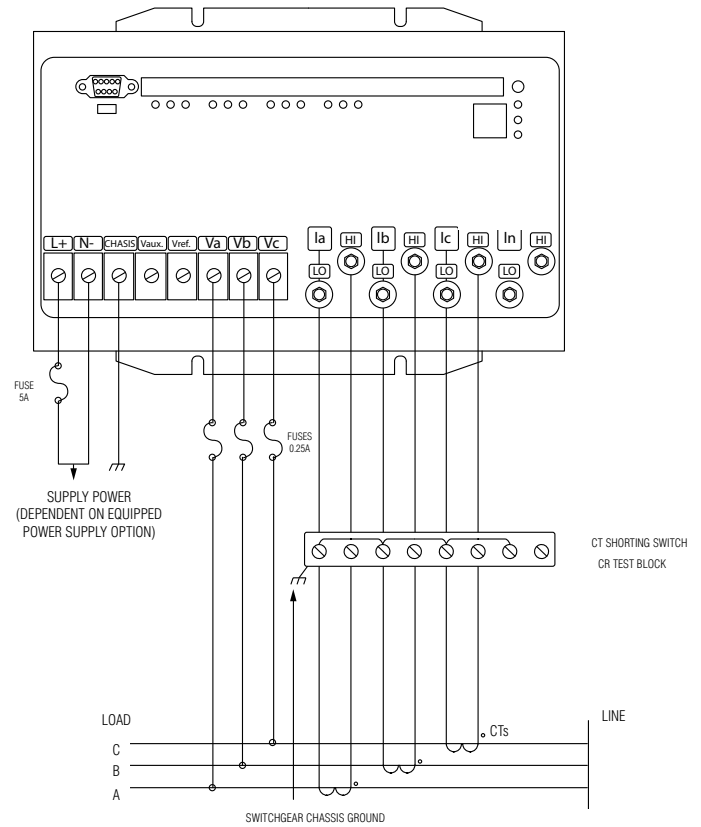 L+ N- CHASIS Vaux. Vref. Va Vb Vc
Ia HI Ib HI Ic HI In HI
LO LO LO LO
FUSE
5A
FUSES
0.25A
SUPPLY POWER
(DEPENDENT ON EQUIPPED
POWER SUPPLY OPTION)
CT SHORTING SWITCH
CR TEST BLOCK
LOAD
LINE
CTs
C
B
A
SWITCHGEAR CHASSIS GROUND